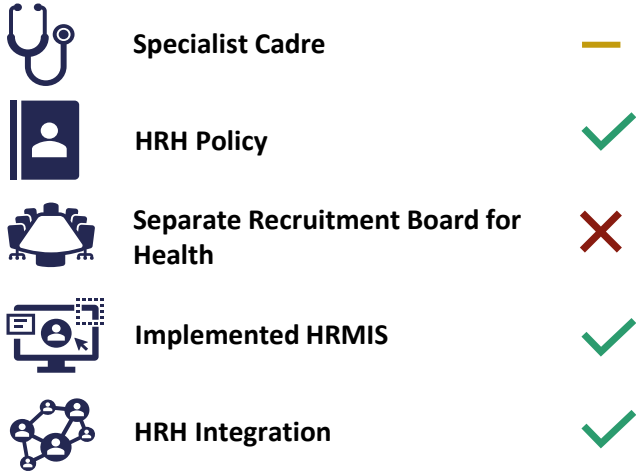 Specialist Cadre
HRH Policy
Separate Recruitment Board for
Health
Implemented HRMIS
HRH Integration